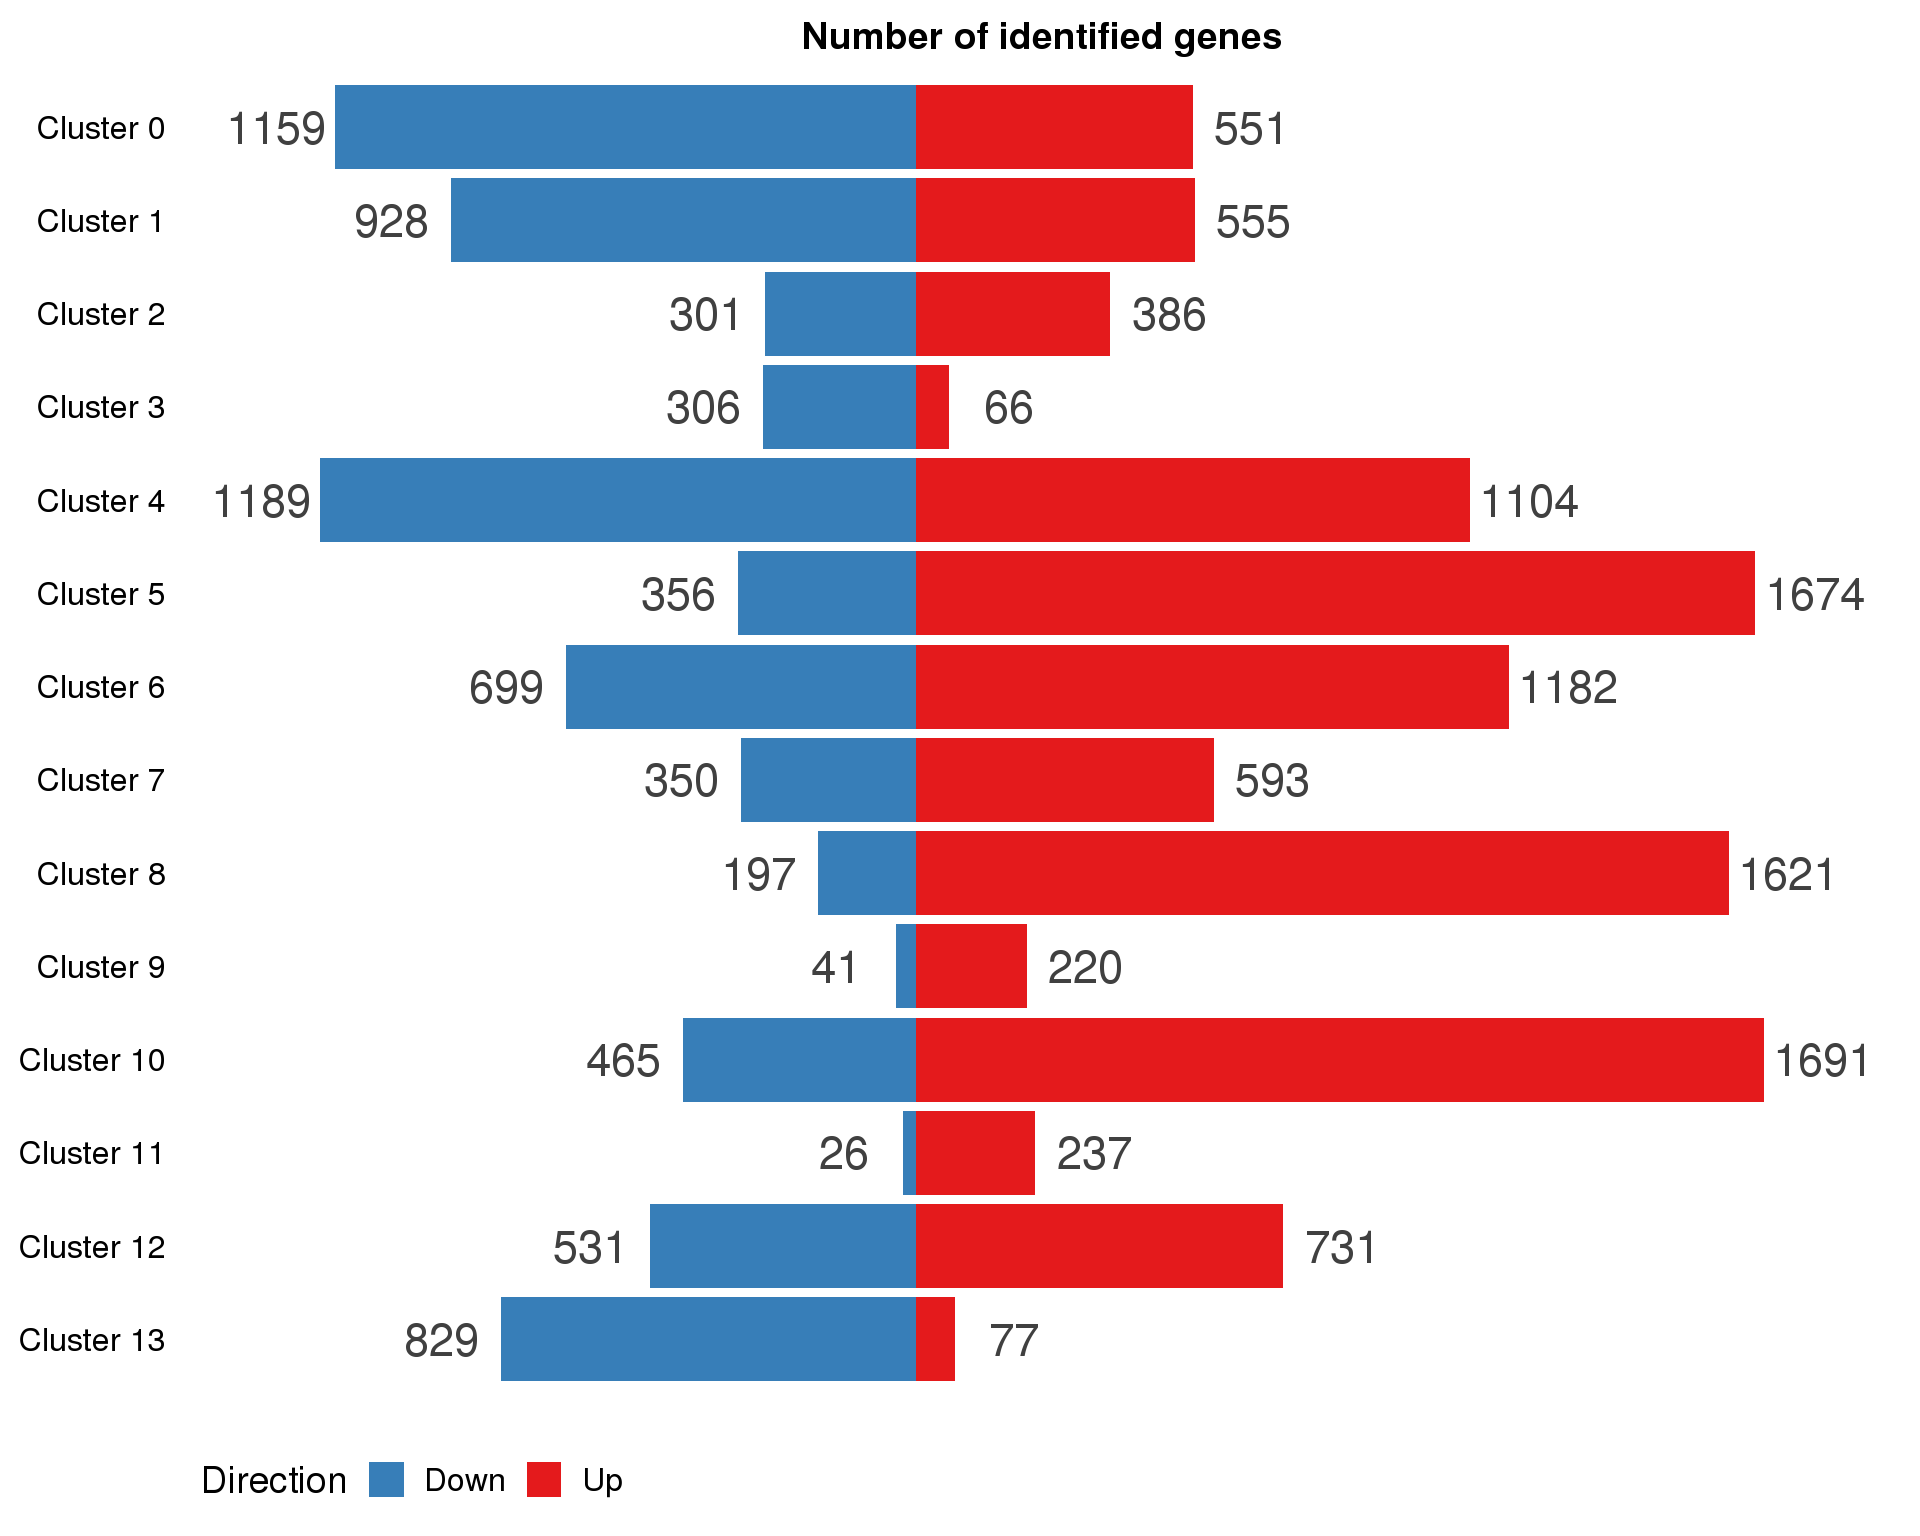 Number of identified genes
Cluster 0 1159 551
Cluster 1 928 555
Cluster 2 301 386
Cluster 3 306 66
Cluster 4 1189 1104
Cluster 5 356 1674
Cluster 6 699 1182
Cluster 7 350 593
Cluster 8 197 1621
Cluster 9 41 220
Cluster 10 465 1691
Cluster 11 26 237
Cluster 12 531 731
Cluster 13 829 77
Direction Down Up